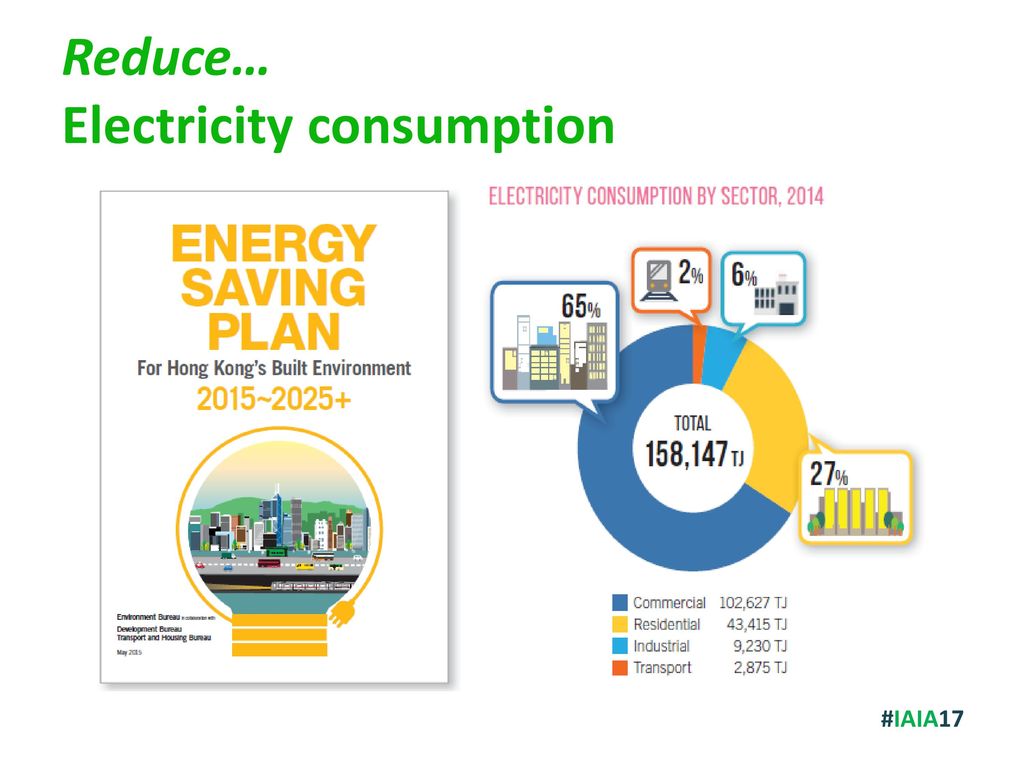 Reduce…
Electricity consumption
ENERGY
SAVING
PLAN
For Hong Kong's Built Environment
2015~2025+
Environment Bureau in collaboration with
Development Bureau
Transport and Housing Bureau
May 2015
ELECTRICITY CONSUMPTION BY SECTOR, 2014
65%
2%
6%
27%
TOTAL
158,147 TJ
Commercial 102,627 TJ
Residential 43,415 TJ
Industrial 9,230 TJ
Transport 2,875 TJ
#IAIA17